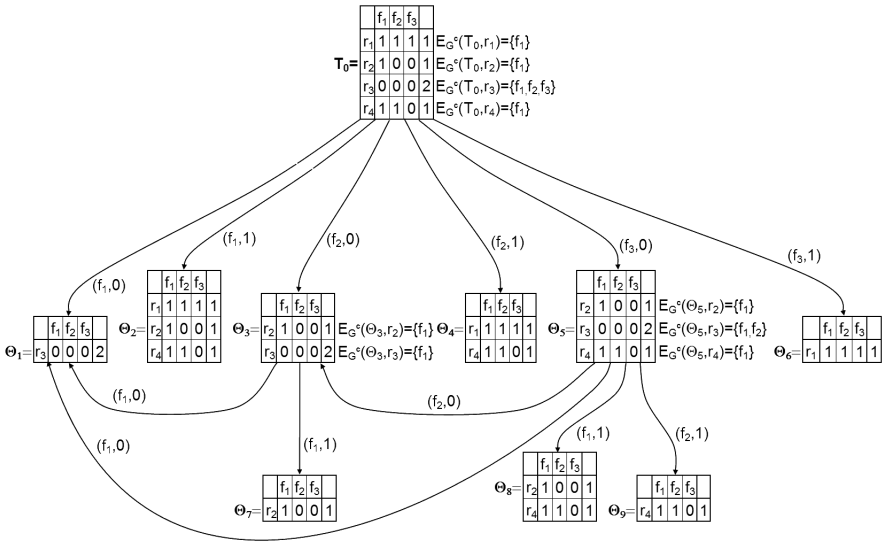 f₁ f₂ f₃
r₁ 1 1 1 1 E_Gᶜ(T₀,r₁)={f₁}
T₀= r₂ 1 0 0 1 E_Gᶜ(T₀,r₂)={f₁}
r₃ 0 0 0 2 E_Gᶜ(T₀,r₃)={f₁,f₂,f₃}
r₄ 1 1 0 1 E_Gᶜ(T₀,r₄)={f₁}
(f₁,0)
(f₁,1)
(f₂,0)
(f₂,1)
(f₃,0)
(f₃,1)
f₁ f₂ f₃
Θ₁= r₃ 0 0 0 2
f₁ f₂ f₃
r₁ 1 1 1 1
Θ₂= r₂ 1 0 0 1
r₄ 1 1 0 1
f₁ f₂ f₃
Θ₃= r₂ 1 0 0 1 E_Gᶜ(Θ₃,r₂)={f₁}
r₃ 0 0 0 2 E_Gᶜ(Θ₃,r₃)={f₁}
f₁ f₂ f₃
Θ₄= r₁ 1 1 1 1
r₄ 1 1 0 1
f₁ f₂ f₃
r₂ 1 0 0 1 E_Gᶜ(Θ₅,r₂)={f₁}
Θ₅= r₃ 0 0 0 2 E_Gᶜ(Θ₅,r₃)={f₁,f₂}
r₄ 1 1 0 1 E_Gᶜ(Θ₅,r₄)={f₁}
f₁ f₂ f₃
Θ₆= r₁ 1 1 1 1
(f₁,0)
(f₂,0)
(f₁,0)
(f₁,1)
(f₁,1)
(f₂,1)
f₁ f₂ f₃
Θ₇= r₂ 1 0 0 1
f₁ f₂ f₃
Θ₈= r₂ 1 0 0 1
r₄ 1 1 0 1
f₁ f₂ f₃
Θ₉= r₄ 1 1 0 1